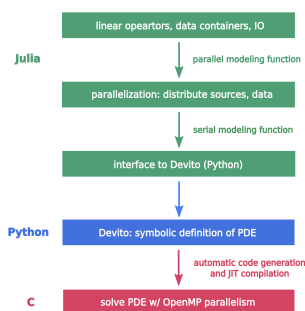 linear opeartors, data containers, IO
Julia
parallel modeling function
parallelization: distribute sources, data
serial modeling function
interface to Devito (Python)
Python
Devito: symbolic definition of PDE
automatic code generation
and JIT compilation
C
solve PDE w/ OpenMP parallelism